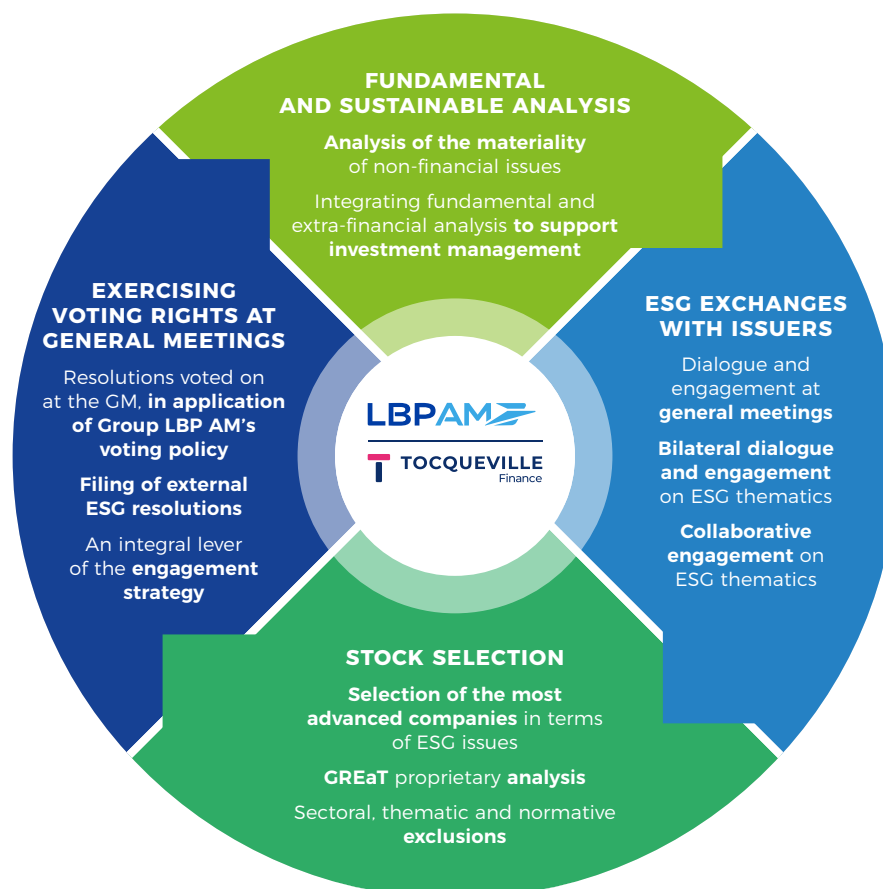 FUNDAMENTAL
AND SUSTAINABLE ANALYSIS
Analysis of the materiality
of non-financial issues
Integrating fundamental and
extra-financial analysis to support
investment management
ESG EXCHANGES
WITH ISSUERS
Dialogue and
engagement at
general meetings
Bilateral dialogue
and engagement
on ESG thematics
Collaborative
engagement on
ESG thematics
STOCK SELECTION
Selection of the most
advanced companies in terms
of ESG issues
GREaT proprietary analysis
Sectoral, thematic and normative
exclusions
EXERCISING
VOTING RIGHTS AT
GENERAL MEETINGS
Resolutions voted on
at the GM, in application
of Group LBP AM’s
voting policy
Filing of external
ESG resolutions
An integral lever
of the engagement
strategy
LBPAM
TOCQUEVILLE
Finance